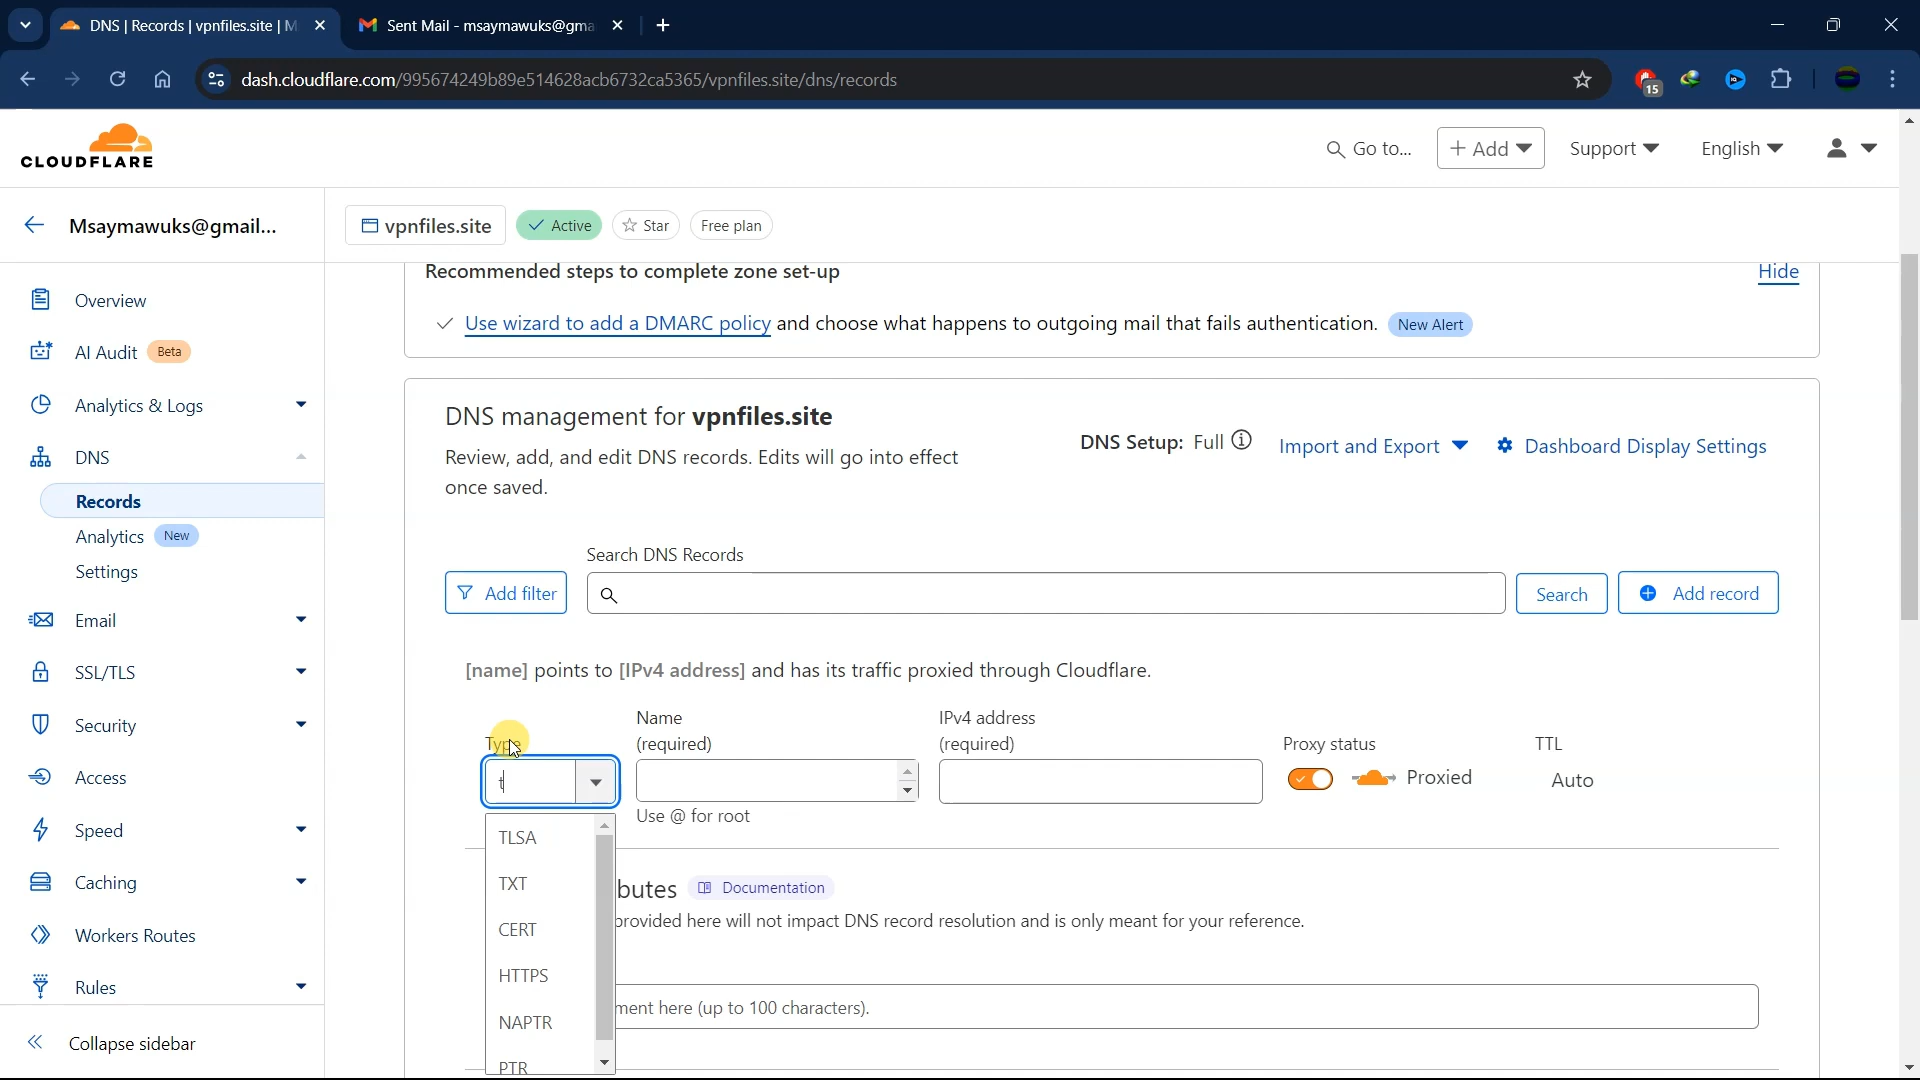 DNS | Records | vpnfiles.site | M
Sent Mail - msaymawuks@gma
dash.cloudflare.com/995674249b89e514628acb6732ca5365/vpnfiles.site/dns/records
15
CLOUDFLARE
Go to...
+ Add
Support
English
Msaymawuks@gmail...
vpnfiles.site
Active
Star
Free plan
Overview
AI Audit Beta
Analytics & Logs
DNS
Records
Analytics New
Settings
Email
SSL/TLS
Security
Access
Speed
Caching
Workers Routes
Rules
Collapse sidebar
Recommended steps to complete zone set-up
Hide
Use wizard to add a DMARC policy and choose what happens to outgoing mail that fails authentication. New Alert
DNS management for vpnfiles.site
Review, add, and edit DNS records. Edits will go into effect
once saved.
DNS Setup: Full
Import and Export
Dashboard Display Settings
Search DNS Records
Add filter
Search
Add record
[name] points to [IPv4 address] and has its traffic proxied through Cloudflare.
Type
t
Name
(required)
Use @ for root
IPv4 address
(required)
Proxy status
Proxied
TTL
Auto
TLSA
TXT
CERT
HTTPS
NAPTR
PTR
butes
Documentation
provided here will not impact DNS record resolution and is only meant for your reference.
ment here (up to 100 characters).